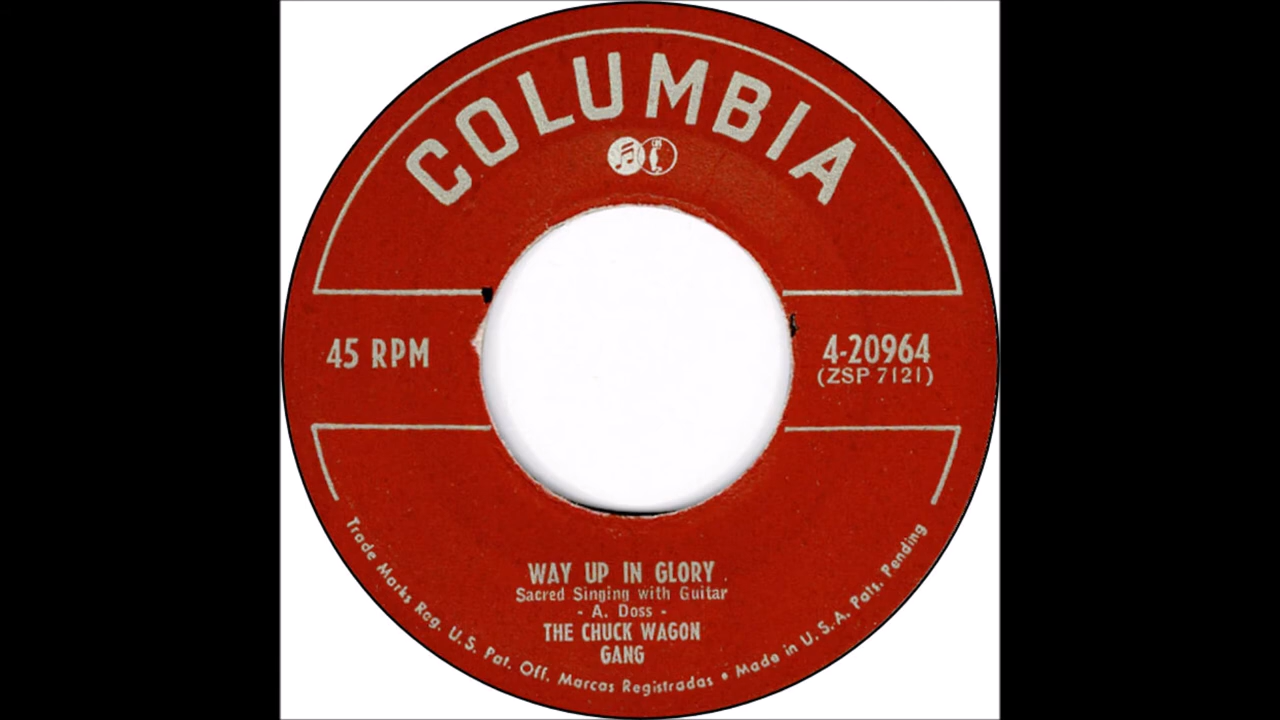 COLUMBIA
45 RPM
4-20964
(ZSP 7121)
WAY UP IN GLORY
Sacred Singing with Guitar
- A. Doss -
THE CHUCK WAGON
GANG
Trade Marks Reg. U.S. Pat. Off. Marcas Registradas • Made in U.S.A. Pats. Pending